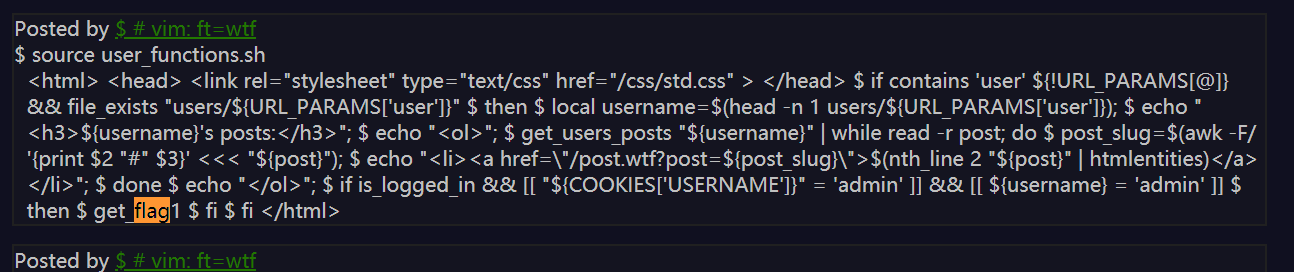 Posted by $ # vim: ft=wtf
$ source user_functions.sh
<html> <head> <link rel="stylesheet" type="text/css" href="/css/std.css" > </head> $ if contains 'user' ${!URL_PARAMS[@]}
&& file_exists "users/${URL_PARAMS['user']}" $ then $ local username=$(head -n 1 users/${URL_PARAMS['user']}); $ echo "
<h3>${username}'s posts:</h3>"; $ echo "<ol>"; $ get_users_posts "${username}" | while read -r post; do $ post_slug=$(awk -F/
'{print $2 "#" $3}' <<< "${post}"); $ echo "<li><a href=\"/post.wtf?post=${post_slug}\">$(nth_line 2 "${post}" | htmlentities)</a>
</li>"; $ done $ echo "</ol>"; $ if is_logged_in && [[ "${COOKIES['USERNAME']}" = 'admin' ]] && [[ ${username} = 'admin' ]] $
then $ get_flag1 $ fi $ fi </html>
Posted by $ # vim: ft=wtf